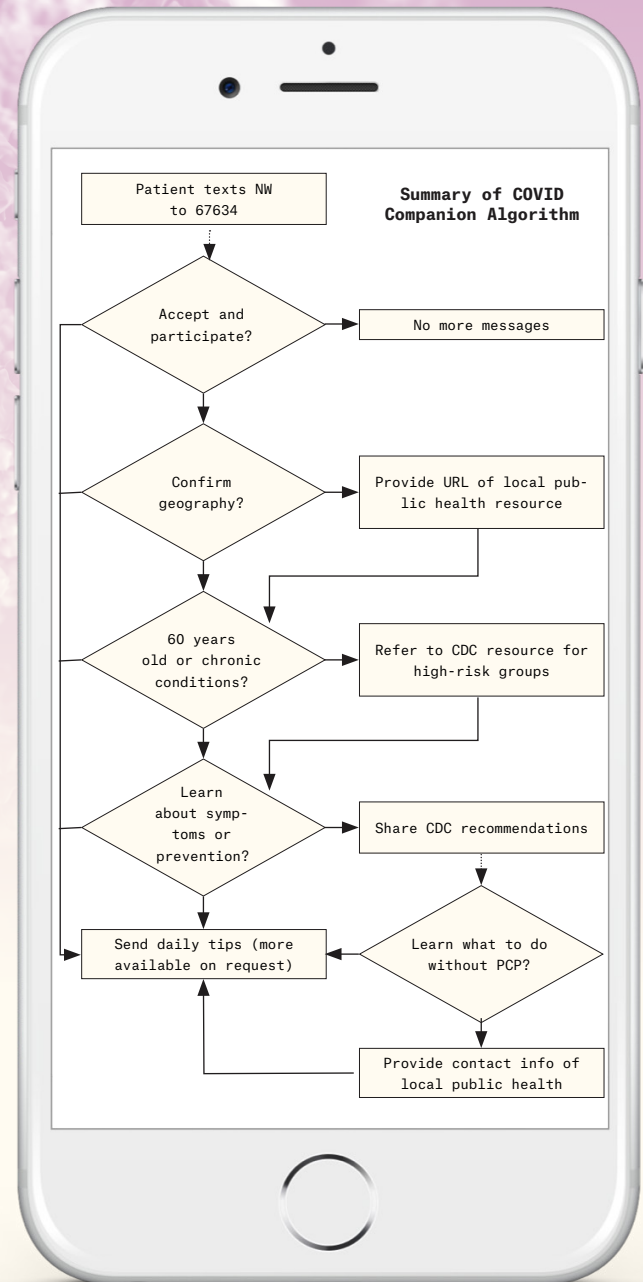 Patient texts NW
to 67634
Summary of COVID
Companion Algorithm
Accept and
participate?
No more messages
Confirm
geography?
Provide URL of local pub-
lic health resource
60 years
old or chronic
conditions?
Refer to CDC resource for
high-risk groups
Learn
about symp-
toms or
prevention?
Share CDC recommendations
Send daily tips (more
available on request)
Learn what to do
without PCP?
Provide contact info of
local public health